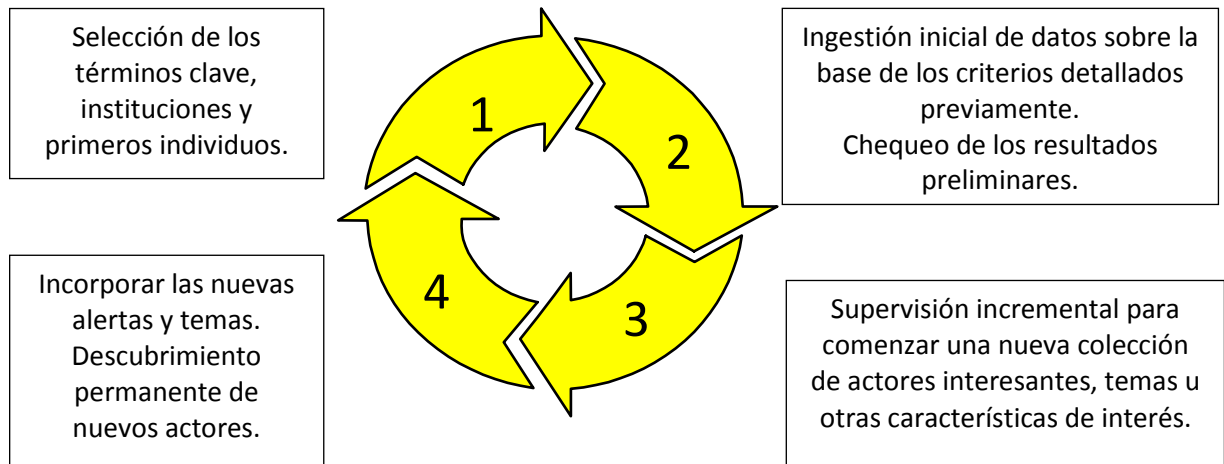 Selección de los
términos clave,
instituciones y
primeros individuos.
1
Ingestión inicial de datos sobre la
base de los criterios detallados
previamente.
Chequeo de los resultados
preliminares.
2
Supervisión incremental para
comenzar una nueva colección
de actores interesantes, temas u
otras características de interés.
3
Incorporar las nuevas
alertas y temas.
Descubrimiento
permanente de
nuevos actores.
4